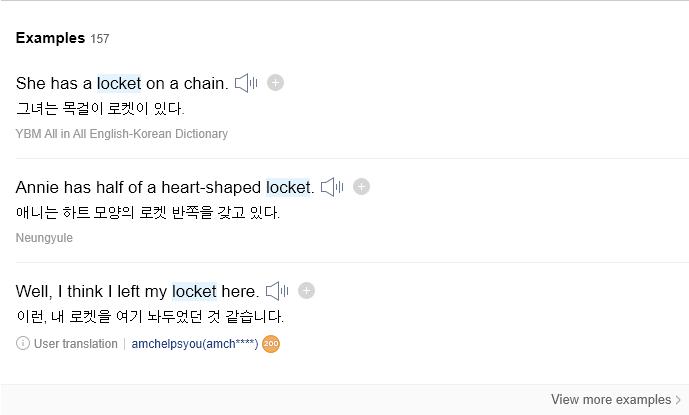 Examples 157
She has a locket on a chain.
그녀는 목걸이 로켓이 있다.
YBM All in All English-Korean Dictionary
Annie has half of a heart-shaped locket.
애니는 하트 모양의 로켓 반쪽을 갖고 있다.
Neungyule
Well, I think I left my locket here.
이런, 내 로켓을 여기 놔두었던 것 같습니다.
User translation | amchelpsyou(amch****) 200
View more examples >